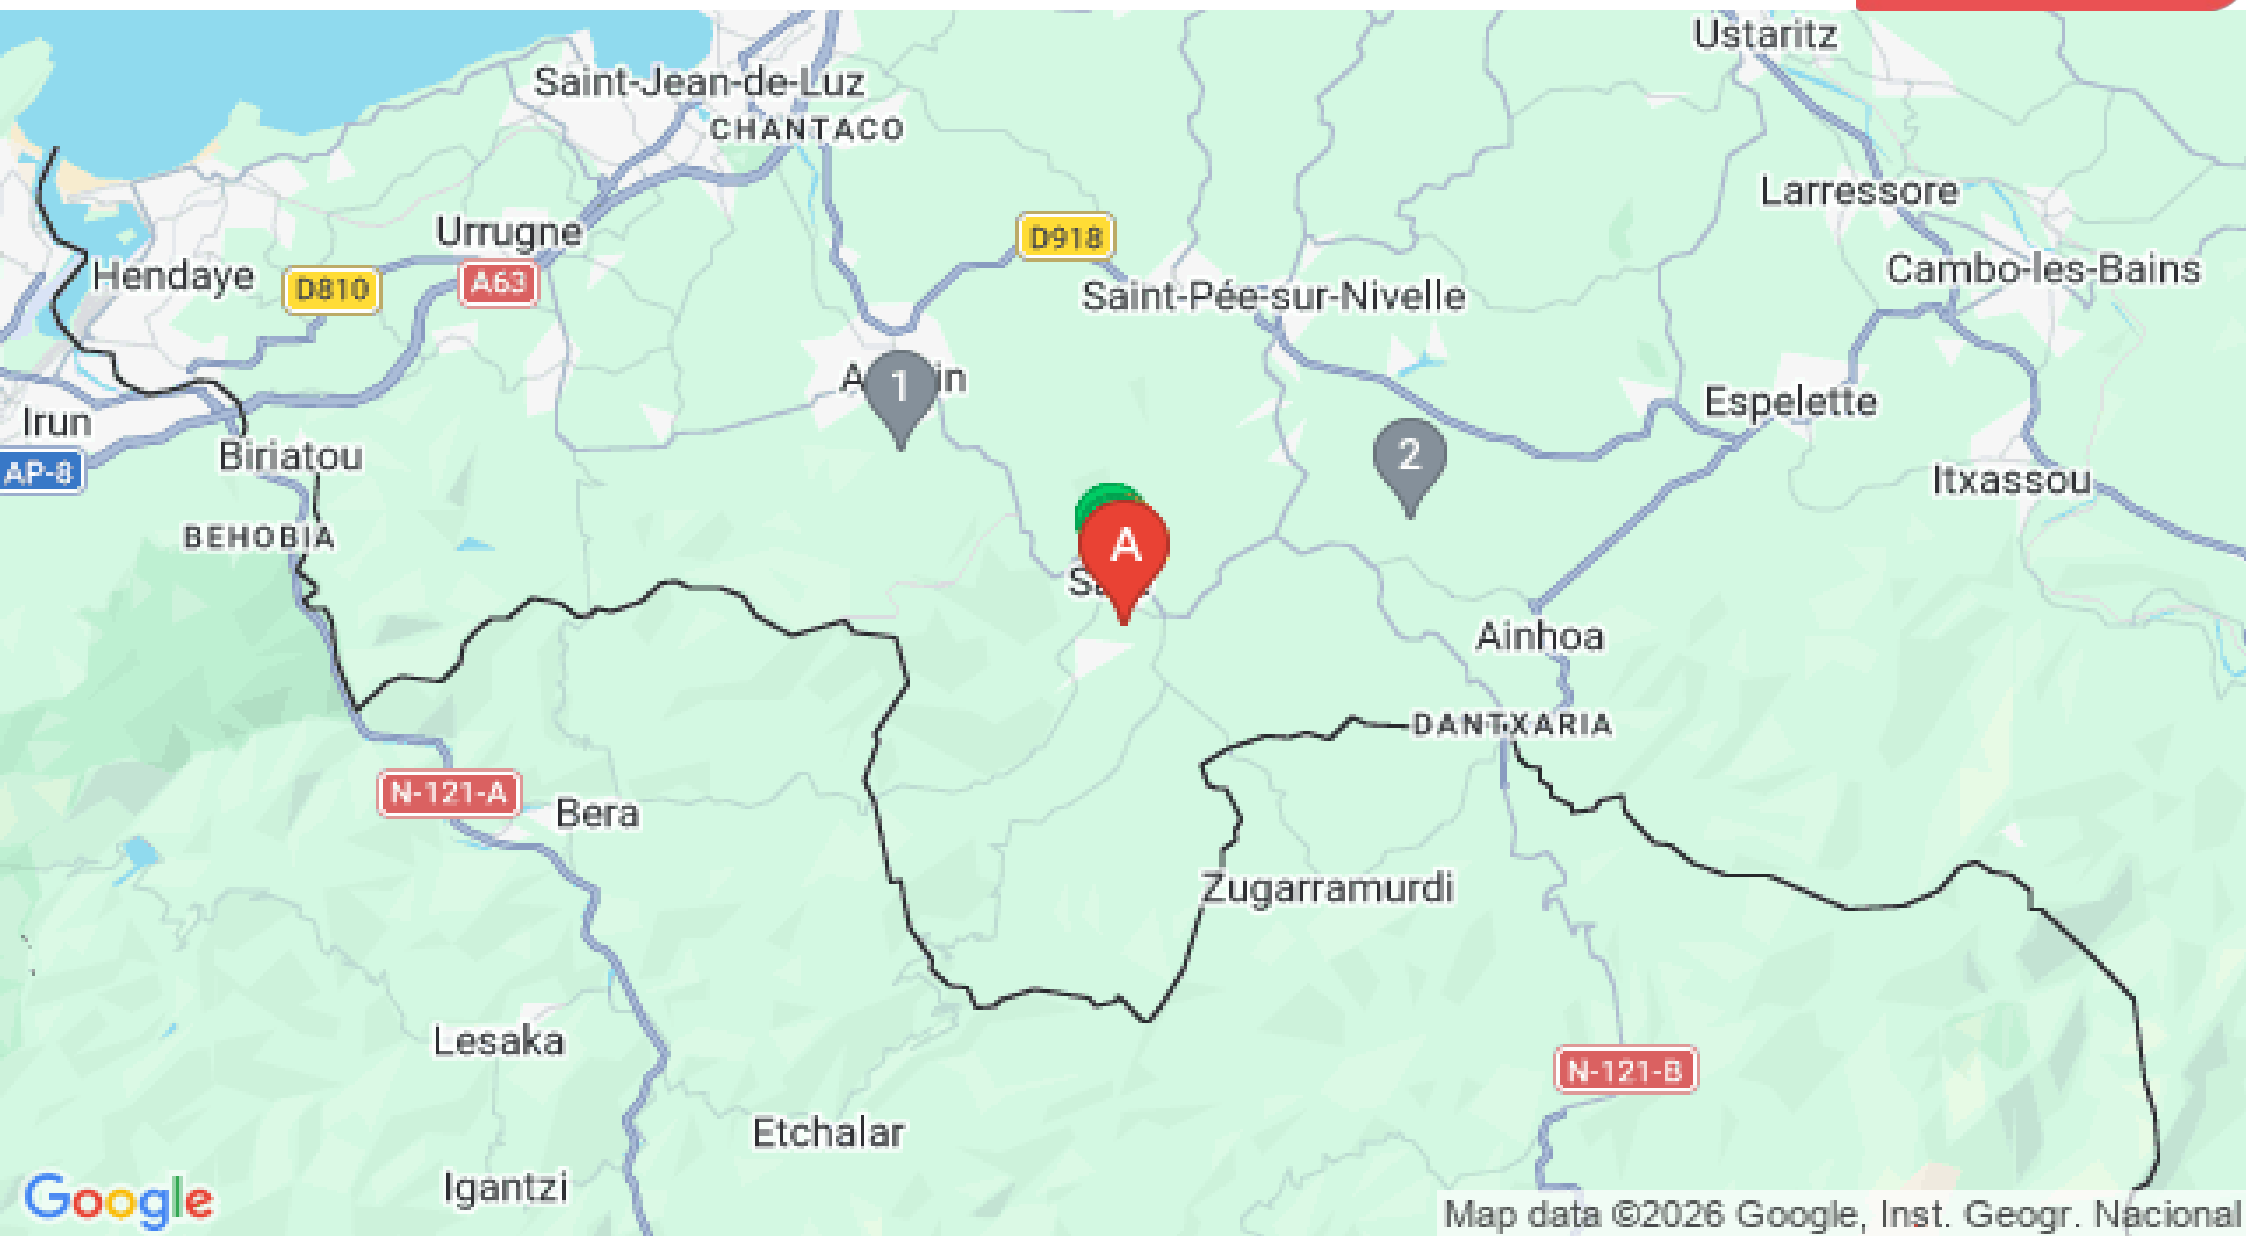 Ustaritz
Saint-Jean-de-Luz
CHANTACO
Larressore
Urrugne
D918
Hendaye
D810
A63
Saint-Pée-sur-Nivelle
Cambo-les-Bains
1
Espelette
Irun
Biriatou
2
AP-8
Itxassou
BEHOBIA
A
Ainhoa
DANTXARIA
N-121-A
Bera
Zugarramurdi
Lesaka
N-121-B
Etchalar
Igantzi
Google
Map data ©2026 Google, Inst. Geogr. Nacional